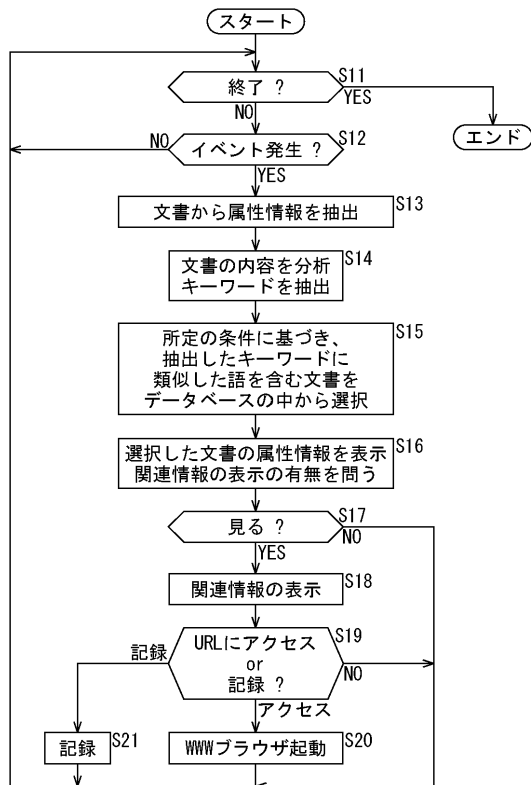 スタート
終了 ?
S11
YES
NO
エンド
イベント発生 ?
S12
NO
YES
文書から属性情報を抽出
S13
文書の内容を分析
キーワードを抽出
S14
所定の条件に基づき、
抽出したキーワードに
類似した語を含む文書を
データベースの中から選択
S15
選択した文書の属性情報を表示
関連情報の表示の有無を問う
S16
見る ?
S17
NO
YES
関連情報の表示
S18
URLにアクセス
or
記録 ?
S19
記録
NO
アクセス
記録
S21
WWWブラウザ起動
S20